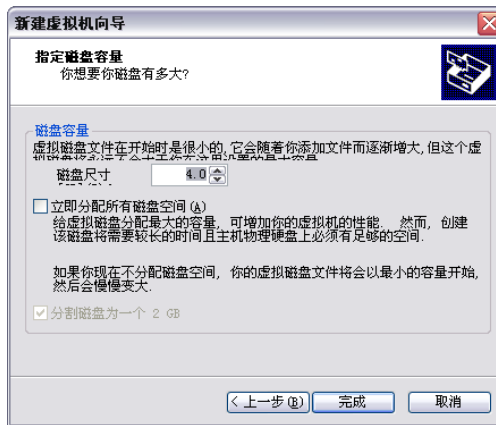 新建虚拟机向导
指定磁盘容量
你想要你磁盘有多大?
磁盘容量
虚拟磁盘文件在开始时是很小的,它会随着你添加文件而逐渐增大,但这个虚
磁盘尺寸
4.0
立即分配所有磁盘空间(A)
给虚拟磁盘分配最大的容量, 可增加你的虚拟机的性能. 然而, 创建
该磁盘将需要较长的时间且主机物理硬盘上必须有足够的空间.
如果你现在不分配磁盘空间, 你的虚拟磁盘文件将会以最小的容量开始,
然后会慢慢变大.
分割磁盘为一个 2 GB
< 上一步(B)
完成
取消